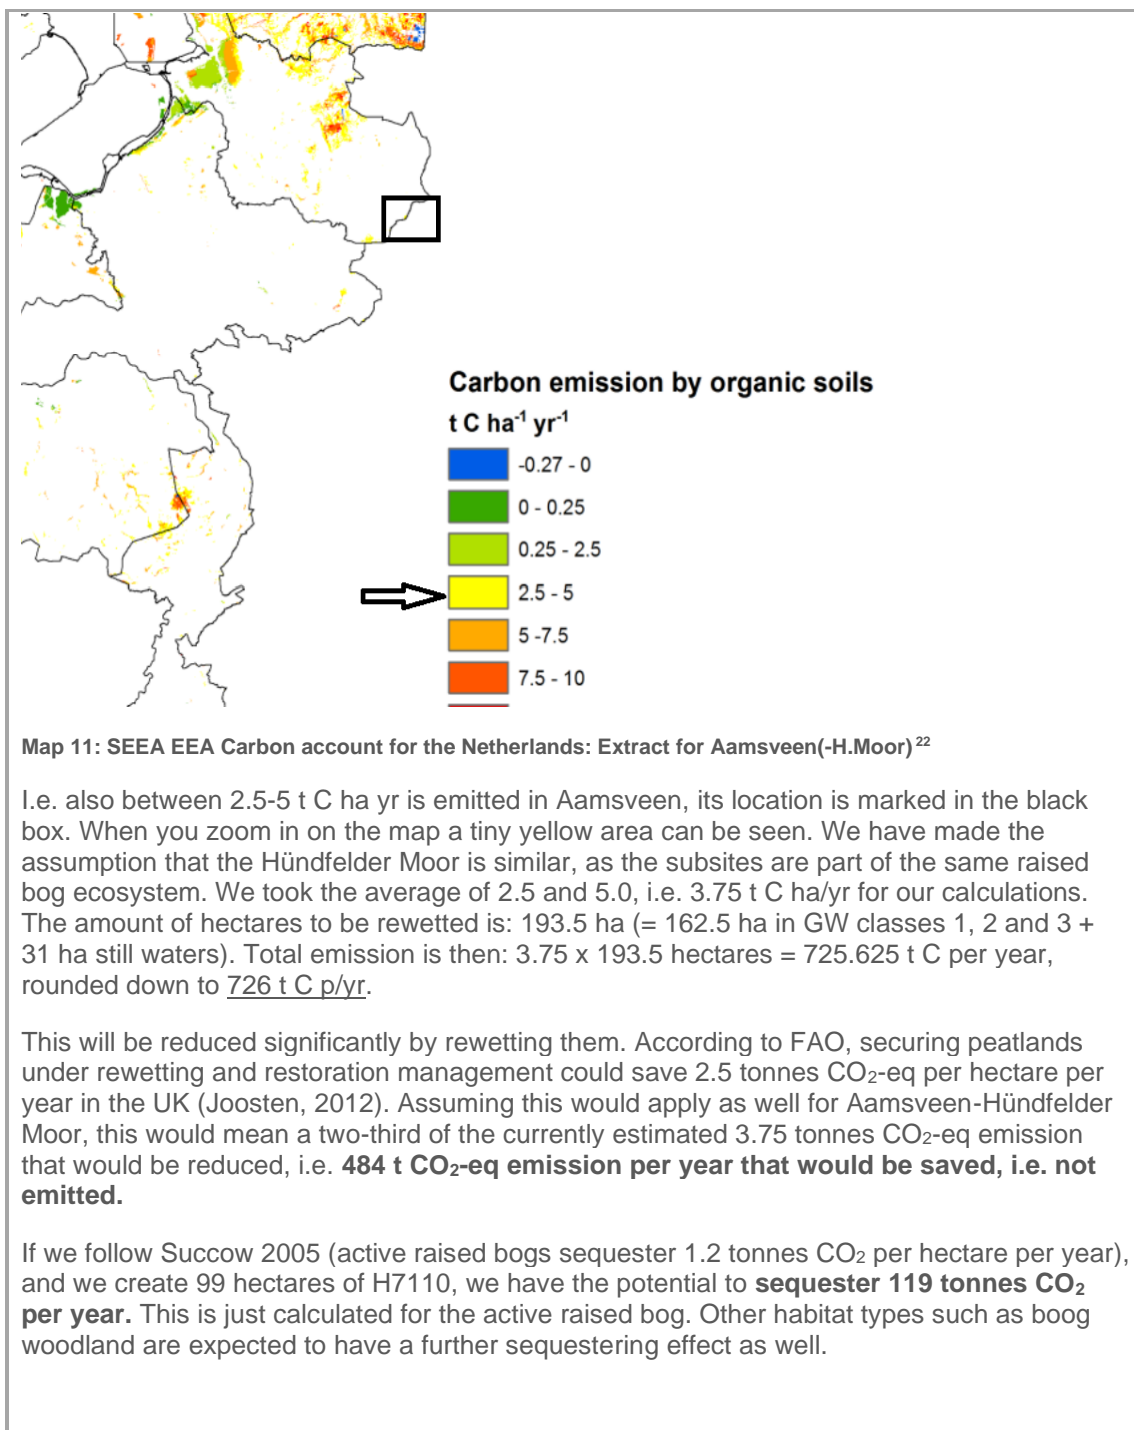 Carbon emission by organic soils
t C ha-1 yr-1
-0.27 - 0
0 - 0.25
0.25 - 2.5
2.5 - 5
5 -7.5
7.5 - 10
Map 11: SEEA EEA Carbon account for the Netherlands: Extract for Aamsveen(-H.Moor) 22
I.e. also between 2.5-5 t C ha yr is emitted in Aamsveen, its location is marked in the black
box. When you zoom in on the map a tiny yellow area can be seen. We have made the
assumption that the Hündfelder Moor is similar, as the subsites are part of the same raised
bog ecosystem. We took the average of 2.5 and 5.0, i.e. 3.75 t C ha/yr for our calculations.
The amount of hectares to be rewetted is: 193.5 ha (= 162.5 ha in GW classes 1, 2 and 3 +
31 ha still waters). Total emission is then: 3.75 x 193.5 hectares = 725.625 t C per year,
rounded down to 726 t C p/yr.
This will be reduced significantly by rewetting them. According to FAO, securing peatlands
under rewetting and restoration management could save 2.5 tonnes CO2-eq per hectare per
year in the UK (Joosten, 2012). Assuming this would apply as well for Aamsveen-Hündfelder
Moor, this would mean a two-third of the currently estimated 3.75 tonnes CO2-eq emission
that would be reduced, i.e. 484 t CO2-eq emission per year that would be saved, i.e. not
emitted.
If we follow Succow 2005 (active raised bogs sequester 1.2 tonnes CO2 per hectare per year),
and we create 99 hectares of H7110, we have the potential to sequester 119 tonnes CO2
per year. This is just calculated for the active raised bog. Other habitat types such as boog
woodland are expected to have a further sequestering effect as well.